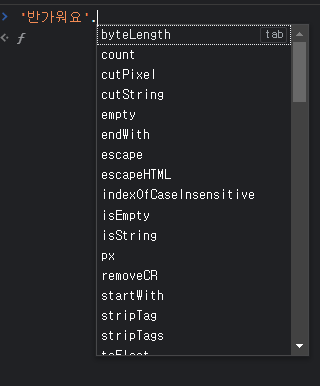 > '반가워요'.
byteLength tab
f
count
cutPixel
cutString
empty
endWith
escape
escapeHTML
indexOfCaseInsensitive
isEmpty
isString
px
removeCR
startWith
stripTag
stripTags